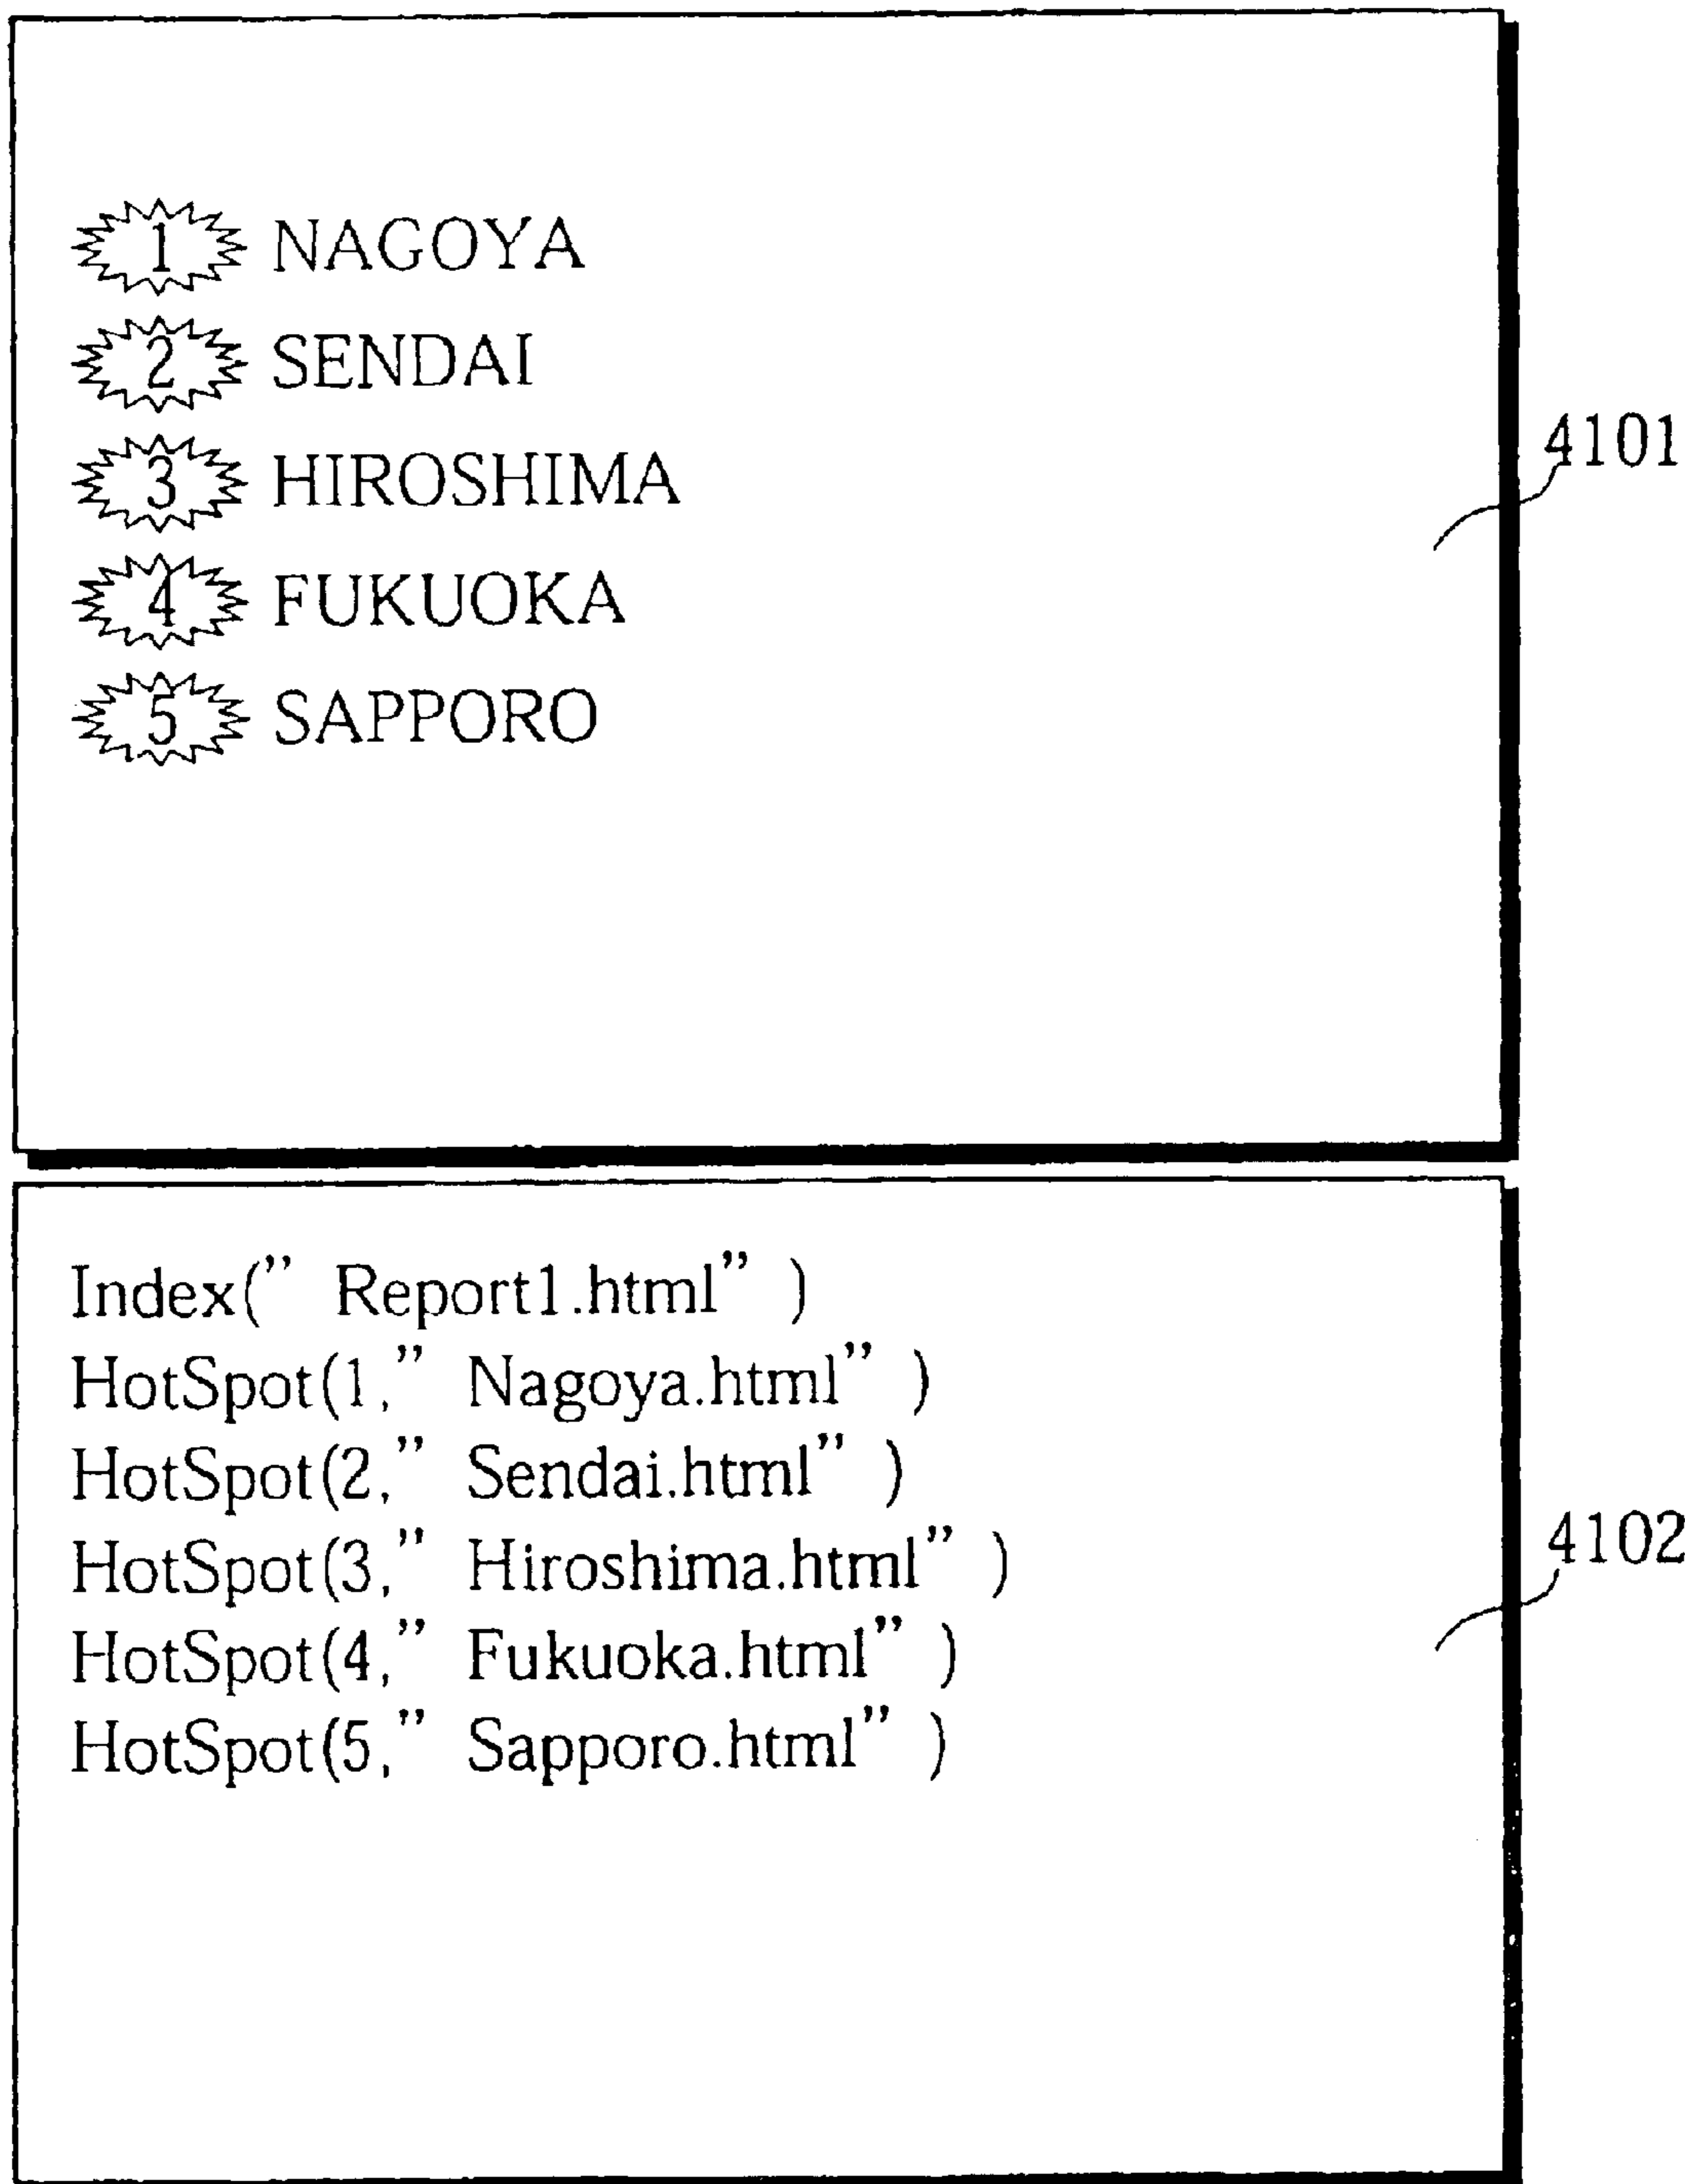 1 NAGOYA
2 SENDAI
3 HIROSHIMA
4 FUKUOKA
5 SAPPORO
4101
Index(” Report1.html” )
HotSpot(1,” Nagoya.html” )
HotSpot(2,” Sendai.html” )
HotSpot(3,” Hiroshima.html” )
HotSpot(4,” Fukuoka.html” )
HotSpot(5,” Sapporo.html” )
4102